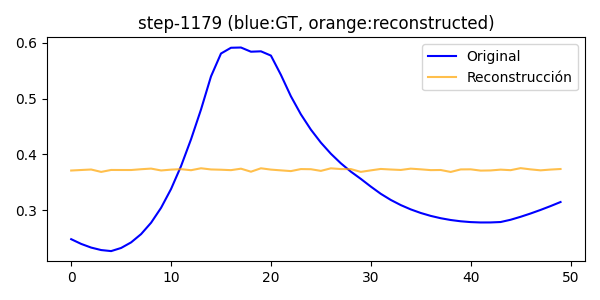 step-1179 (blue:GT, orange:reconstructed)
0.6
0.5
0.4
0.3
Original
Reconstrucción
0 10 20 30 40 50